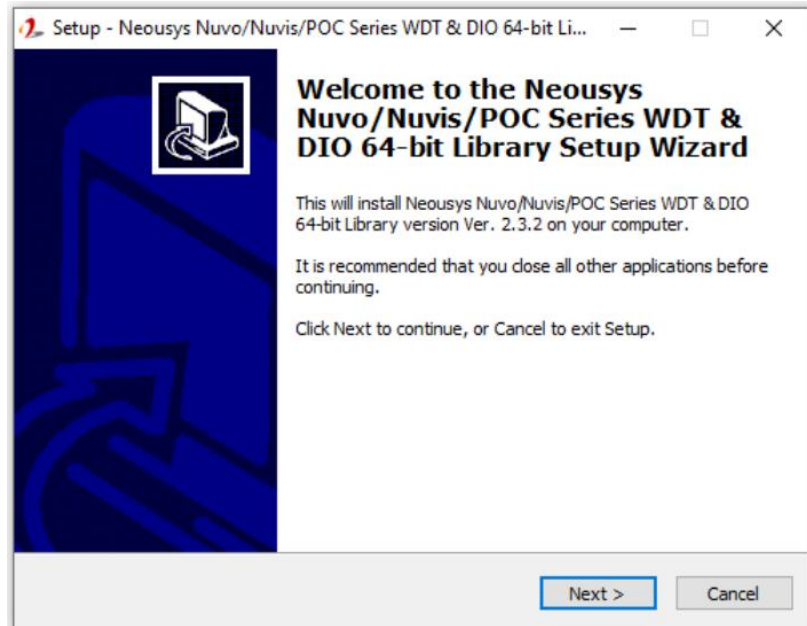 Setup - Neousys Nuvo/Nuvis/POC Series WDT & DIO 64-bit Li...
Welcome to the Neousys
Nuvo/Nuvis/POC Series WDT &
DIO 64-bit Library Setup Wizard
This will install Neousys Nuvo/Nuvis/POC Series WDT & DIO
64-bit Library version Ver. 2.3.2 on your computer.
It is recommended that you close all other applications before
continuing.
Click Next to continue, or Cancel to exit Setup.
Next >
Cancel